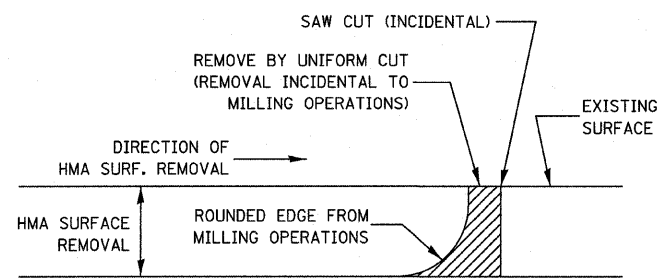 SAW CUT (INCIDENTAL)
REMOVE BY UNIFORM CUT
(REMOVAL INCIDENTAL TO
MILLING OPERATIONS)
EXISTING
SURFACE
DIRECTION OF
HMA SURF. REMOVAL
HMA SURFACE
REMOVAL
ROUNDED EDGE FROM
MILLING OPERATIONS